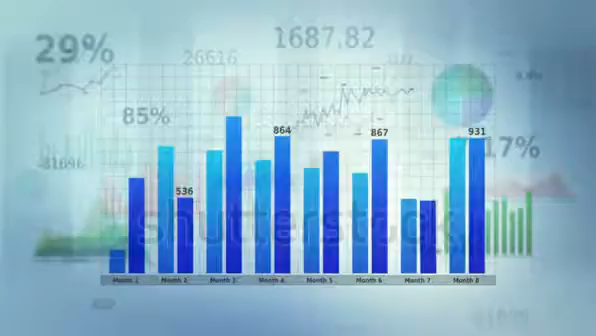 29%
1687.82
26616
85%
864
867
931
17%
81696
536
shutterstock
Month 1
Month 2
Month 3
Month 4
Month 5
Month 6
Month 7
Month 8